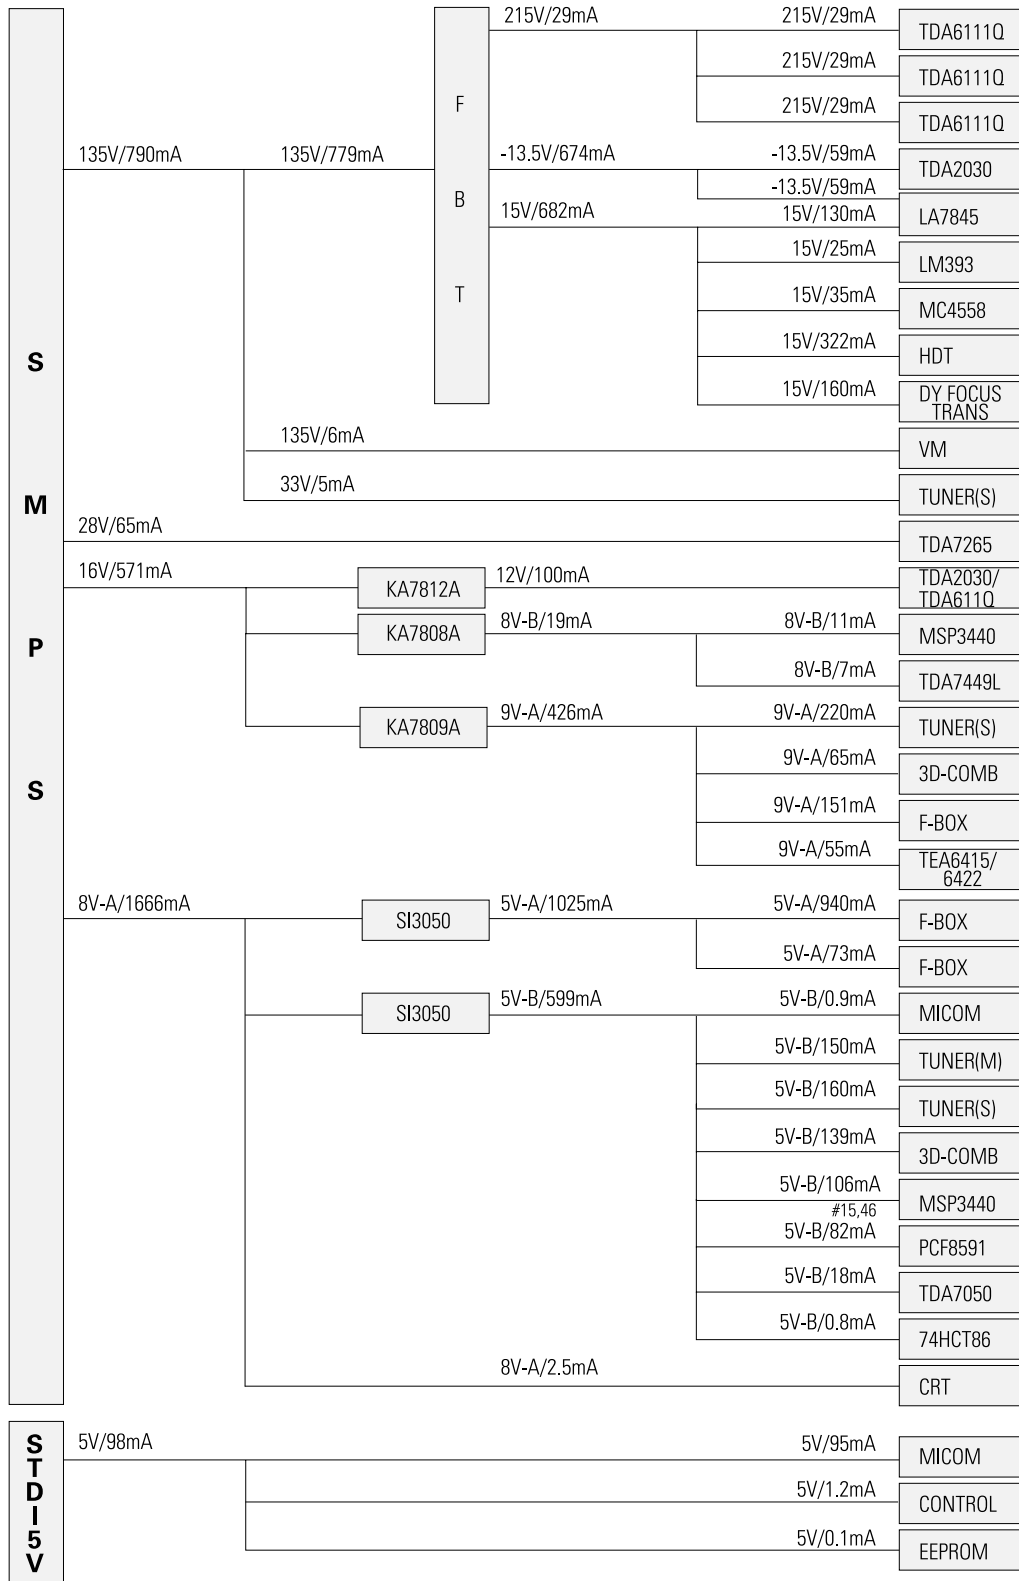 215V/29mA 215V/29mA TDA6111Q
215V/29mA TDA6111Q
215V/29mA TDA6111Q
F
B
T
135V/790mA 135V/779mA -13.5V/674mA -13.5V/59mA TDA2030
-13.5V/59mA
15V/682mA 15V/130mA LA7845
15V/25mA LM393
15V/35mA MC4558
15V/322mA HDT
15V/160mA DY FOCUS
TRANS
135V/6mA VM
33V/5mA TUNER(S)
S
M
P
S
28V/65mA TDA7265
16V/571mA KA7812A 12V/100mA TDA2030/
TDA611Q
KA7808A 8V-B/19mA 8V-B/11mA MSP3440
8V-B/7mA TDA7449L
KA7809A 9V-A/426mA 9V-A/220mA TUNER(S)
9V-A/65mA 3D-COMB
9V-A/151mA F-BOX
9V-A/55mA TEA6415/
6422
8V-A/1666mA SI3050 5V-A/1025mA 5V-A/940mA F-BOX
5V-A/73mA F-BOX
SI3050 5V-B/599mA 5V-B/0.9mA MICOM
5V-B/150mA TUNER(M)
5V-B/160mA TUNER(S)
5V-B/139mA 3D-COMB
5V-B/106mA MSP3440
#15,46
5V-B/82mA PCF8591
5V-B/18mA TDA7050
5V-B/0.8mA 74HCT86
8V-A/2.5mA CRT
S
T
D
I
5
V
5V/98mA 5V/95mA MICOM
5V/1.2mA CONTROL
5V/0.1mA EEPROM